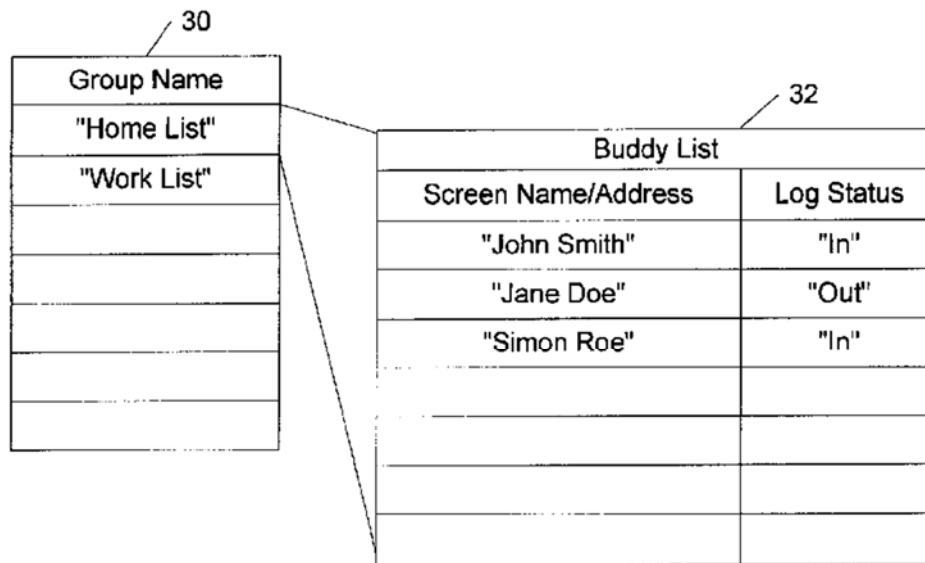 30
Group Name
"Home List"
"Work List"
32
Buddy List
Screen Name/Address Log Status
"John Smith" "In"
"Jane Doe" "Out"
"Simon Roe" "In"